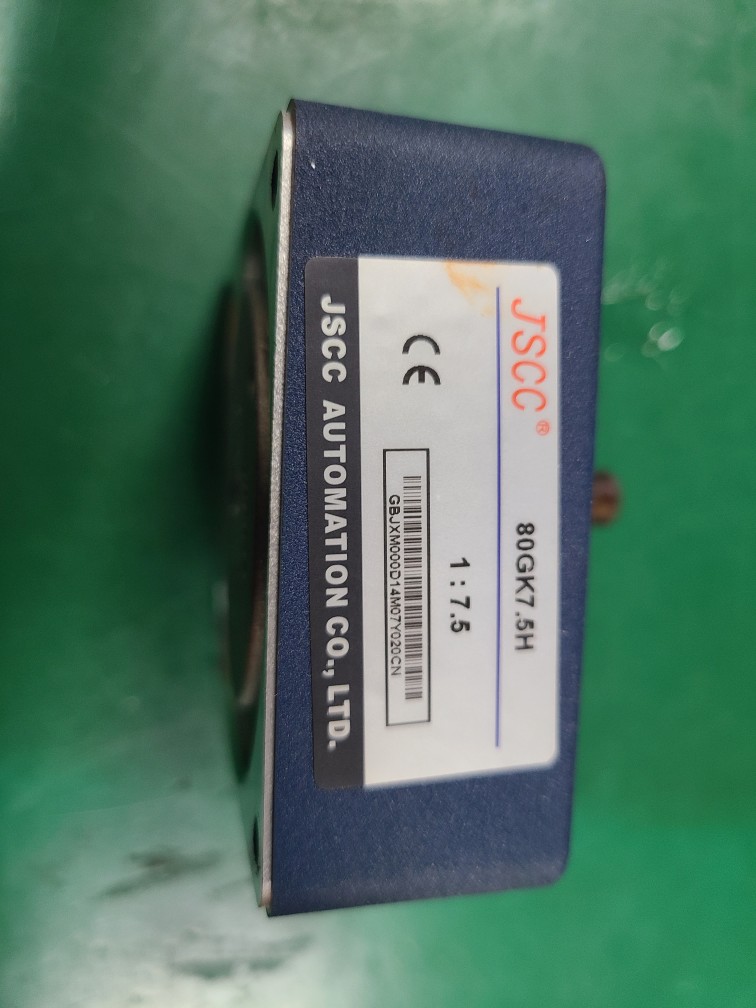 JSCC®
80GK7.5H
1:7.5
CE
GBJXM000D14M07Y020CN
JSCC AUTOMATION CO., LTD.